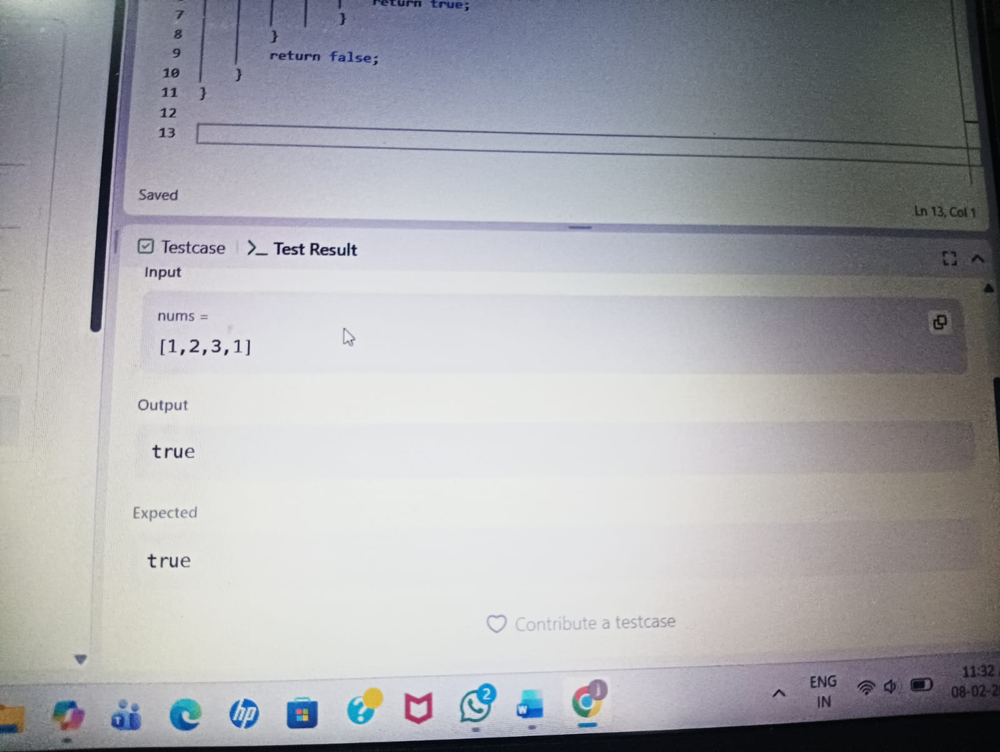 return true;
7 }
8 }
9 return false;
10 }
11 }
12
13
Saved
Ln 13, Col 1
Testcase >_ Test Result
Input
nums =
[1,2,3,1]
Output
true
Expected
true
Contribute a testcase
2
J
hp
T
?
W
ENG
IN
11:32
08-02-2